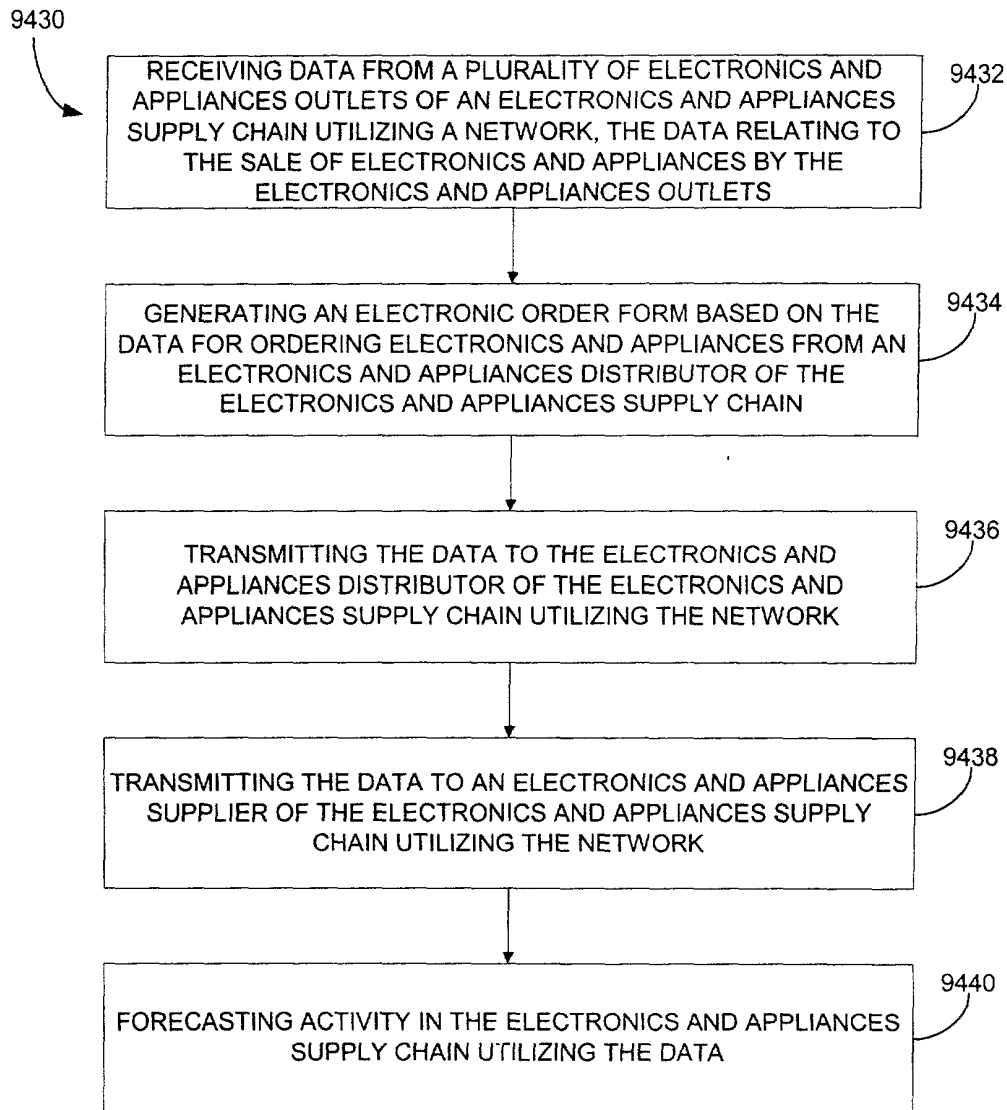 9430
RECEIVING DATA FROM A PLURALITY OF ELECTRONICS AND
APPLIANCES OUTLETS OF AN ELECTRONICS AND APPLIANCES
SUPPLY CHAIN UTILIZING A NETWORK, THE DATA RELATING TO
THE SALE OF ELECTRONICS AND APPLIANCES BY THE
ELECTRONICS AND APPLIANCES OUTLETS
9432
GENERATING AN ELECTRONIC ORDER FORM BASED ON THE
DATA FOR ORDERING ELECTRONICS AND APPLIANCES FROM AN
ELECTRONICS AND APPLIANCES DISTRIBUTOR OF THE
ELECTRONICS AND APPLIANCES SUPPLY CHAIN
9434
TRANSMITTING THE DATA TO THE ELECTRONICS AND
APPLIANCES DISTRIBUTOR OF THE ELECTRONICS AND
APPLIANCES SUPPLY CHAIN UTILIZING THE NETWORK
9436
TRANSMITTING THE DATA TO AN ELECTRONICS AND APPLIANCES
SUPPLIER OF THE ELECTRONICS AND APPLIANCES SUPPLY
CHAIN UTILIZING THE NETWORK
9438
FORECASTING ACTIVITY IN THE ELECTRONICS AND APPLIANCES
SUPPLY CHAIN UTILIZING THE DATA
9440